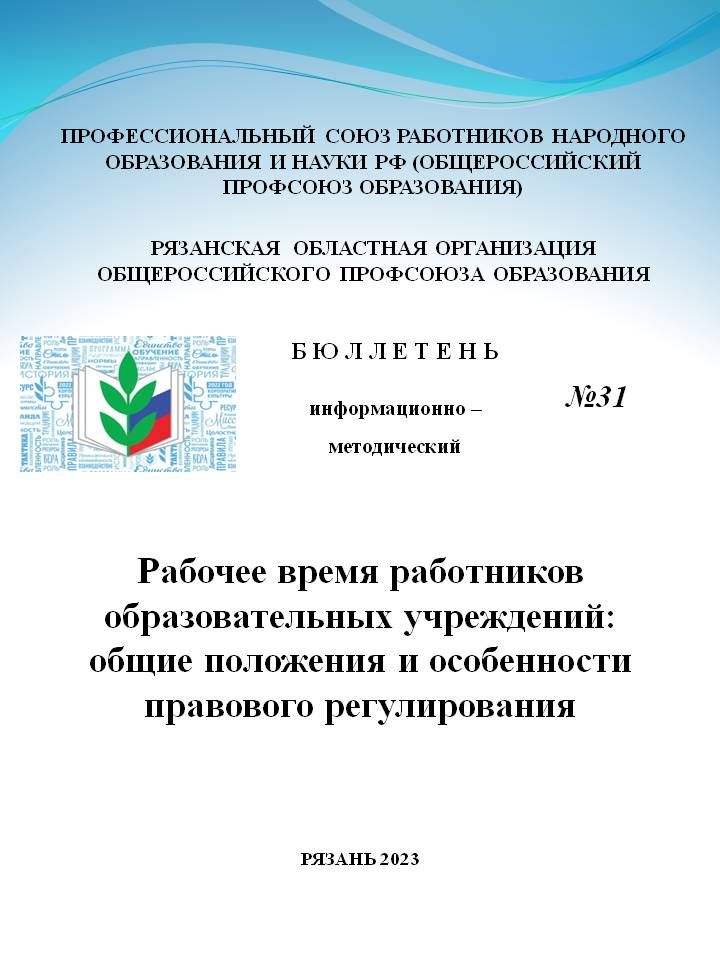 ПРОФЕССИОНАЛЬНЫЙ СОЮЗ РАБОТНИКОВ НАРОДНОГО
ОБРАЗОВАНИЯ И НАУКИ РФ (ОБЩЕРОССИЙСКИЙ
ПРОФСОЮЗ ОБРАЗОВАНИЯ)
РЯЗАНСКАЯ ОБЛАСТНАЯ ОРГАНИЗАЦИЯ
ОБЩЕРОССИЙСКОГО ПРОФСОЮЗА ОБРАЗОВАНИЯ
Б Ю Л Л Е Т Е Н Ь
№31
информационно –
методический
Рабочее время работников
образовательных учреждений:
общие положения и особенности
правового регулирования
РЯЗАНЬ 2023